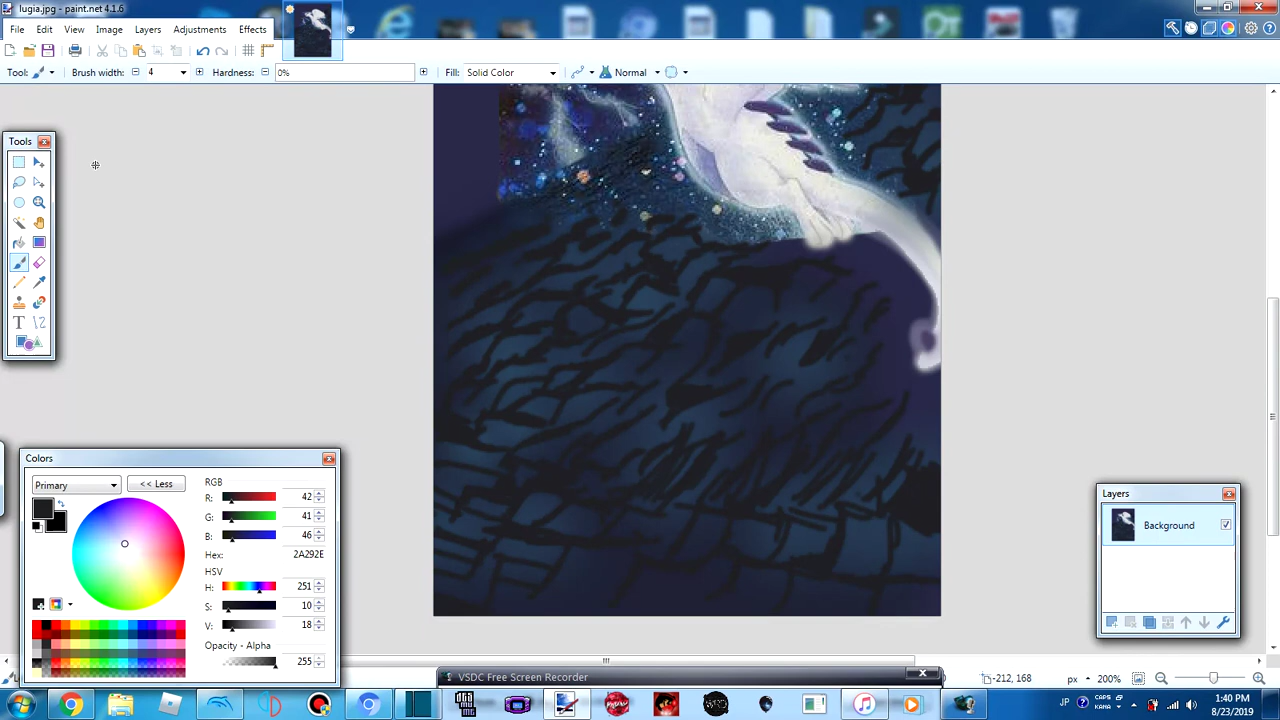 lugia.jpg - paint.net 4.1.6
File Edit View Image Layers Adjustments Effects
Tool: Brush width: 4 Hardness: 0% Fill: Solid Color Normal
Tools
Colors
Primary << Less
RGB
R: 42
G: 41
B: 46
Hex: 2A292E
HSV
H: 251
S: 10
V: 18
Opacity - Alpha
255
Layers
Background
VSDC Free Screen Recorder
-212, 168 px 200%
JP CAPS KANA 1:40 PM
8/23/2019